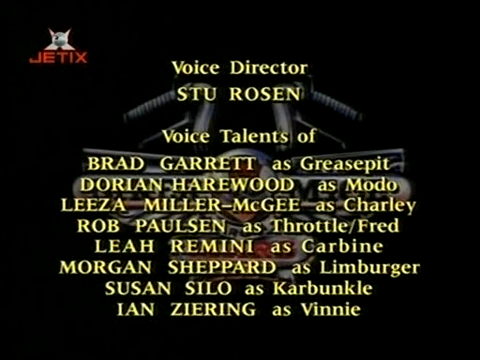 JETIX
Voice Director
STU ROSEN
Voice Talents of
BRAD GARRETT as Greasepit
DORIAN HAREWOOD as Modo
LEEZA MILLER-McGEE as Charley
ROB PAULSEN as Throttle/Fred
LEAH REMINI as Carbine
MORGAN SHEPPARD as Limburger
SUSAN SILO as Karbunkle
IAN ZIERING as Vinnie